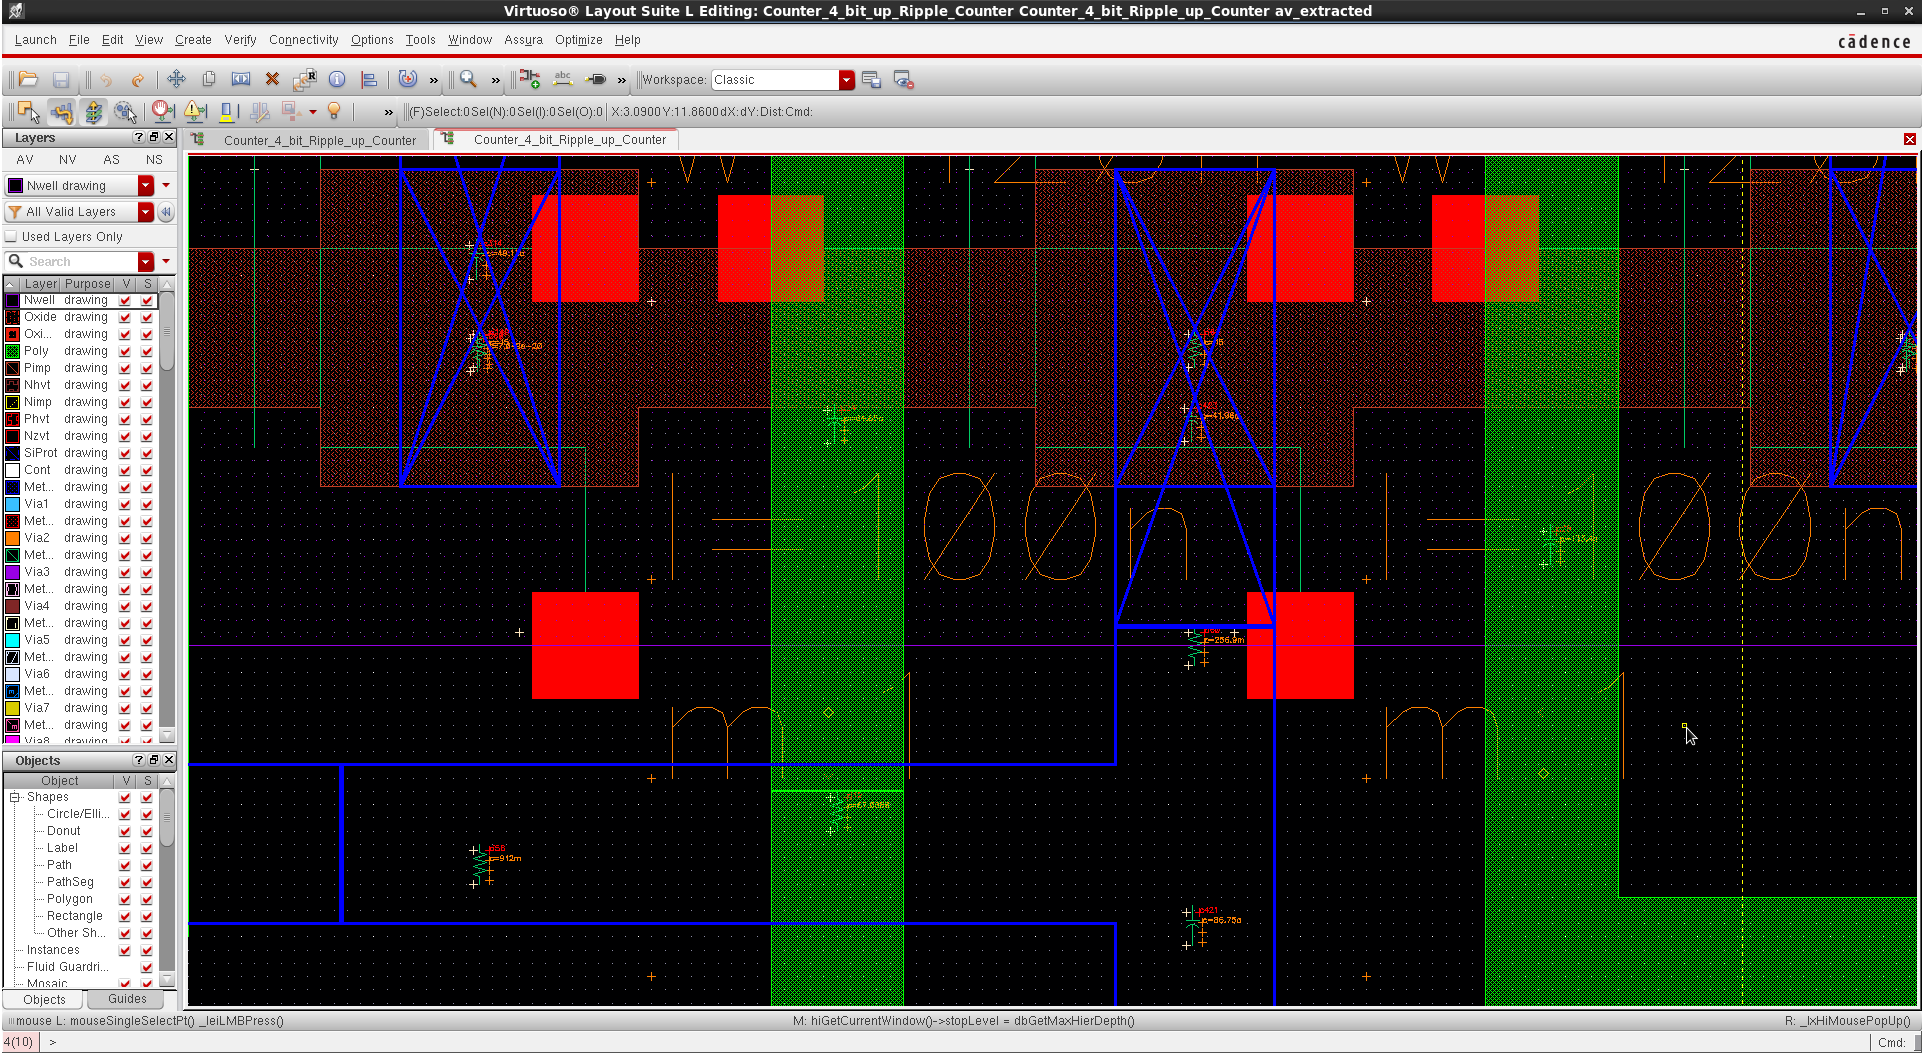 Virtuoso® Layout Suite L Editing: Counter_4_bit_up_Ripple_Counter Counter_4_bit_Ripple_up_Counter av_extracted
Launch File Edit View Create Verify Connectivity Options Tools Window Assura Optimize Help
cādence
Workspace: Classic
(F)Select:0 Sel(N):0 Sel(I):0 Sel(O):0 X:3.0900 Y:11.8600 dX: dY: Dist: Cmd:
Layers
Counter_4_bit_Ripple_up_Counter
Counter_4_bit_Ripple_up_Counter
AV NV AS NS
Nwell drawing
All Valid Layers
Used Layers Only
Search
Layer Purpose V S
Nwell drawing
Oxide drawing
Oxi... drawing
Poly drawing
Pimp drawing
Nhvt drawing
Nimp drawing
Phvt drawing
Nzvt drawing
SiProt drawing
Cont drawing
Met... drawing
Via1 drawing
Met... drawing
Via2 drawing
Met... drawing
Via3 drawing
Met... drawing
Via4 drawing
Met... drawing
Via5 drawing
Met... drawing
Via6 drawing
Met... drawing
Via7 drawing
Met... drawing
Via8 drawing
100n
100n
m
m
r=256.9m
r=912m
c=86.75a
Objects
Object V S
Shapes
Circle/Elli...
Donut
Label
Path
PathSeg
Polygon
Rectangle
Other Sh...
Instances
Fluid Guardri...
Mosaic
Objects Guides
mouse L: mouseSingleSelectPt() _leiLMBPress() M: hiGetCurrentWindow()->stopLevel = dbGetMaxHierDepth() R: _lxHiMousePopUp()
4(10) > Cmd: